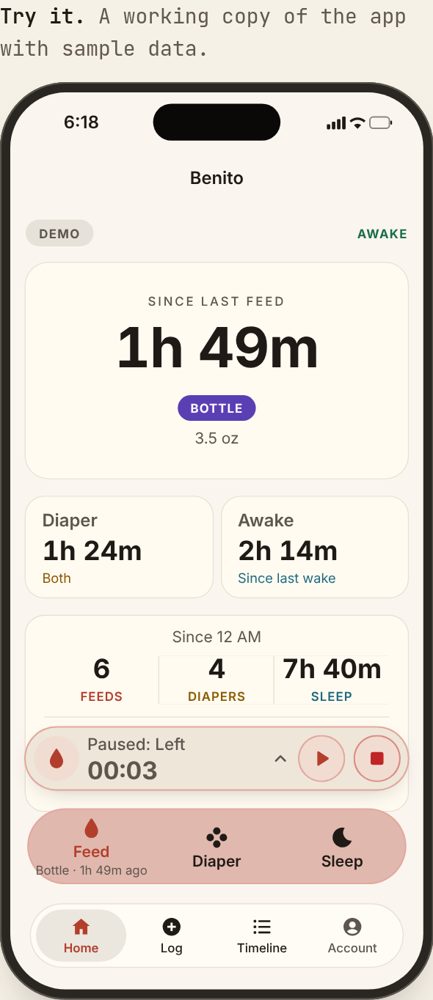 Try it. A working copy of the app
with sample data.
6:18
Benito
DEMO
AWAKE
SINCE LAST FEED
1h 49m
BOTTLE
3.5 oz
Diaper
1h 24m
Both
Awake
2h 14m
Since last wake
Since 12 AM
6
FEEDS
4
DIAPERS
7h 40m
SLEEP
Paused: Left
00:03
Feed
Bottle · 1h 49m ago
Diaper
Sleep
Home
Log
Timeline
Account